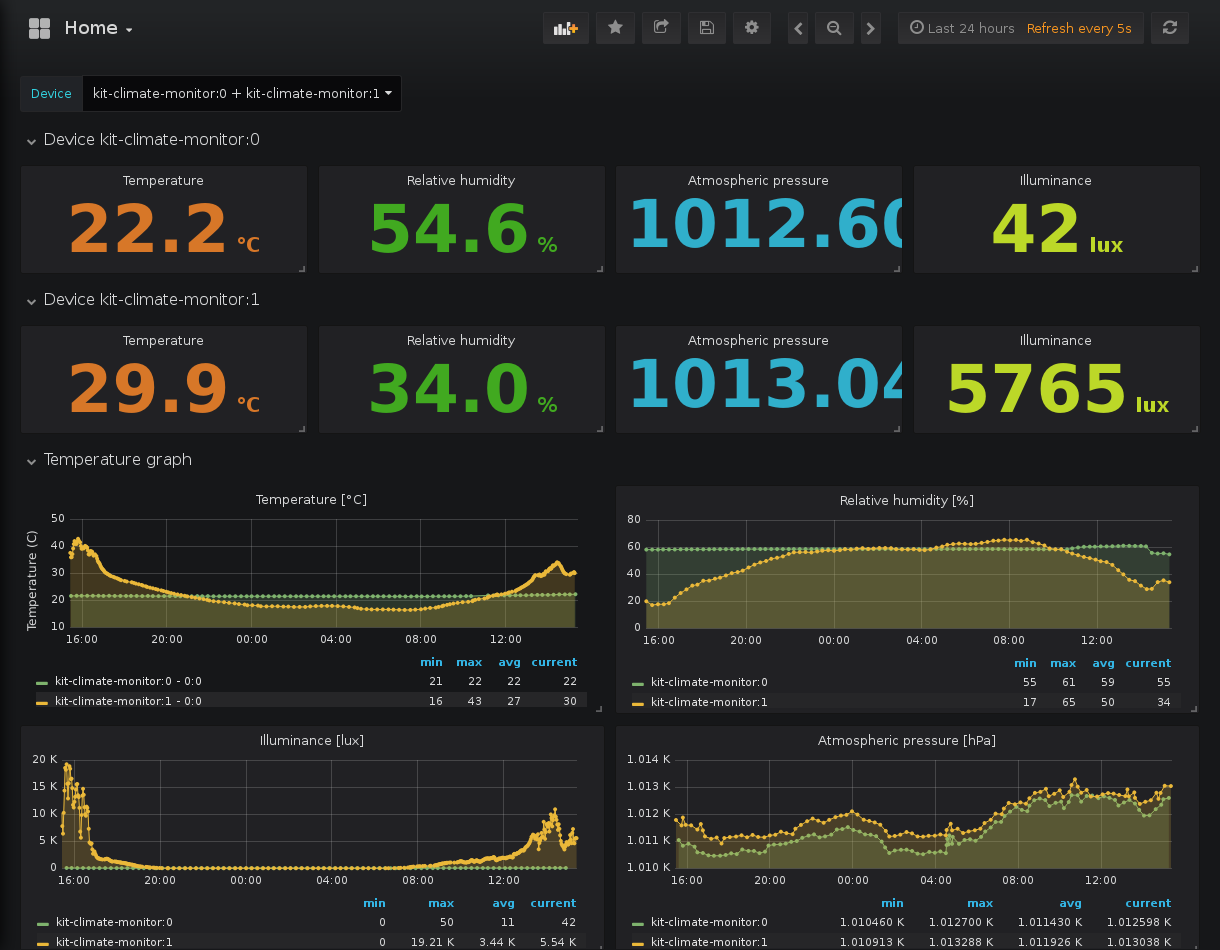 Home
Last 24 hours Refresh every 5s
Device kit-climate-monitor:0 + kit-climate-monitor:1
Device kit-climate-monitor:0
Temperature Relative humidity Atmospheric pressure Illuminance
22.2 °C 54.6 % 1012.60 42 lux
Device kit-climate-monitor:1
Temperature Relative humidity Atmospheric pressure Illuminance
29.9 °C 34.0 % 1013.04 5765 lux
Temperature graph
Temperature [°C]
Temperature (C)
50
40
30
20
10
16:00 20:00 00:00 04:00 08:00 12:00
min max avg current
kit-climate-monitor:0 - 0:0 21 22 22 22
kit-climate-monitor:1 - 0:0 16 43 27 30
Relative humidity [%]
80
60
40
20
0
16:00 20:00 00:00 04:00 08:00 12:00
min max avg current
kit-climate-monitor:0 55 61 59 55
kit-climate-monitor:1 17 65 50 34
Illuminance [lux]
20 K
15 K
10 K
5 K
0
16:00 20:00 00:00 04:00 08:00 12:00
min max avg current
kit-climate-monitor:0 0 50 11 42
kit-climate-monitor:1 0 19.21 K 3.44 K 5.54 K
Atmospheric pressure [hPa]
1.014 K
1.013 K
1.012 K
1.011 K
1.010 K
16:00 20:00 00:00 04:00 08:00 12:00
min max avg current
kit-climate-monitor:0 1.010460 K 1.012700 K 1.011430 K 1.012598 K
kit-climate-monitor:1 1.010913 K 1.013288 K 1.011926 K 1.013038 K